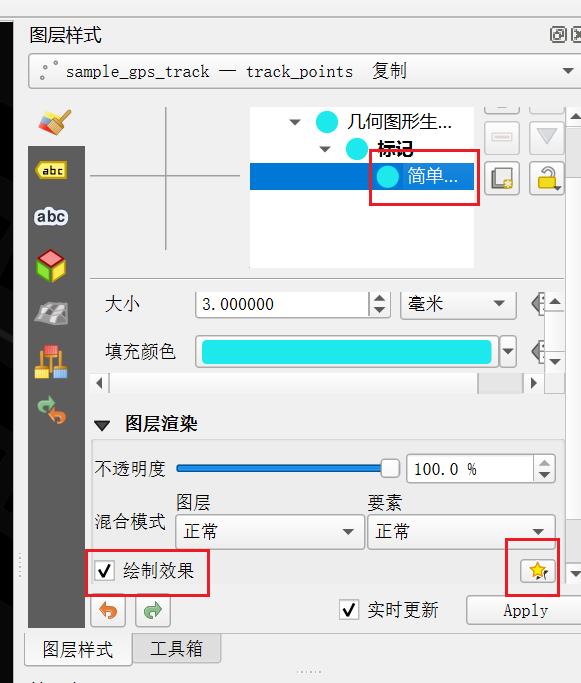 图层样式
sample_gps_track — track_points 复制
几何图形生...
标记
简单...
abc
abc
大小 3.000000 毫米
填充颜色
图层渲染
不透明度 100.0 %
图层 要素
混合模式 正常 正常
绘制效果
实时更新 Apply
图层样式 工具箱